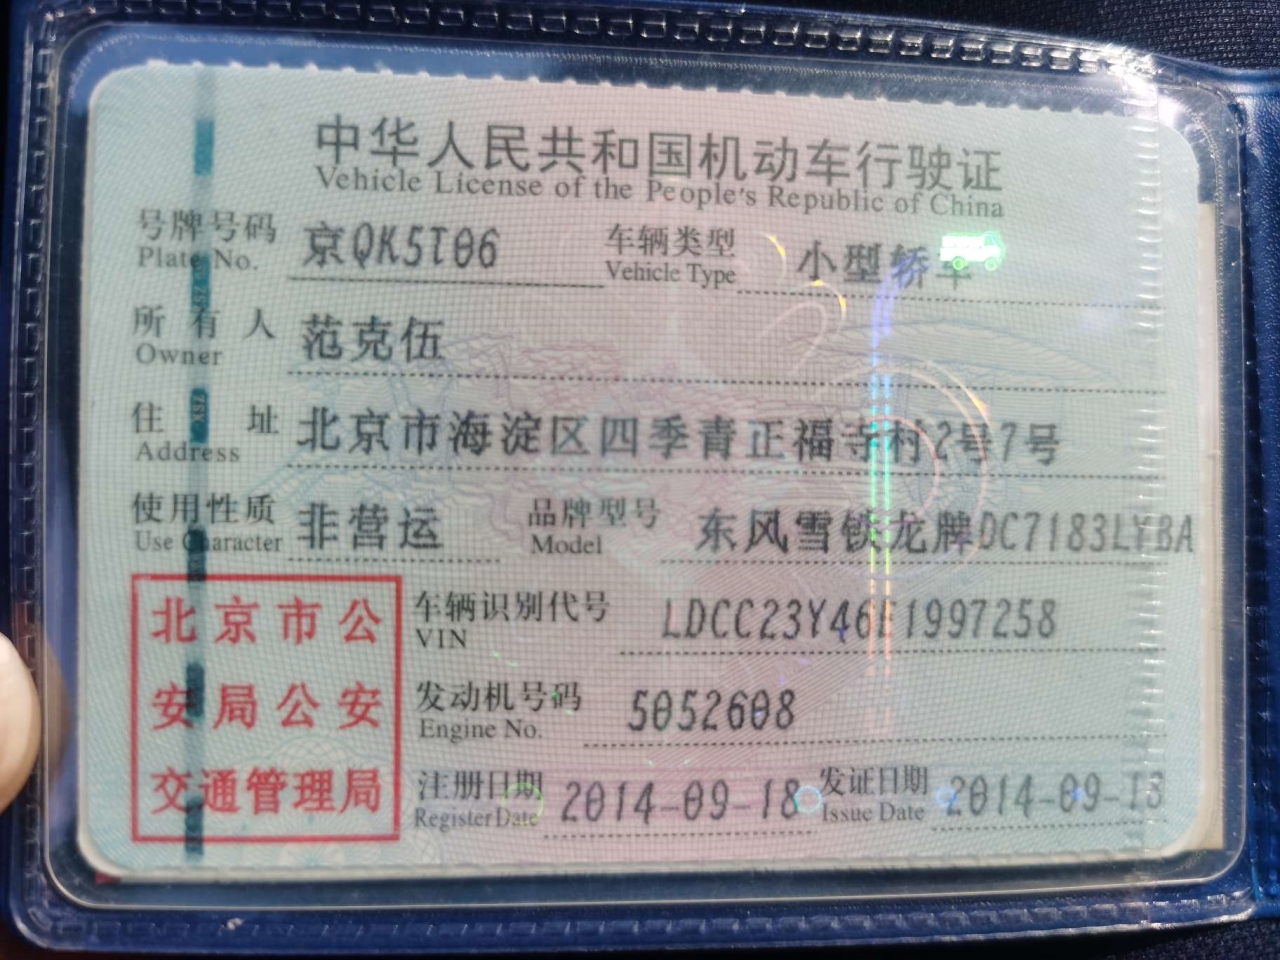 中华人民共和国机动车行驶证
Vehicle License of the People's Republic of China
号牌号码 京QK5T06 车辆类型 小型轿车
Plate No. Vehicle Type
所有人 范克伍
Owner
住址 北京市海淀区四季青正福寺村2号7号
Address
使用性质 非营运 品牌型号 东风雪铁龙牌DC7183LYBA
Use Character Model
北京市公
安局公安
交通管理局
车辆识别代号 LDCC23Y46E1997258
VIN
发动机号码 5052608
Engine No.
注册日期 2014-09-18 发证日期 2014-09-18
Register Date Issue Date